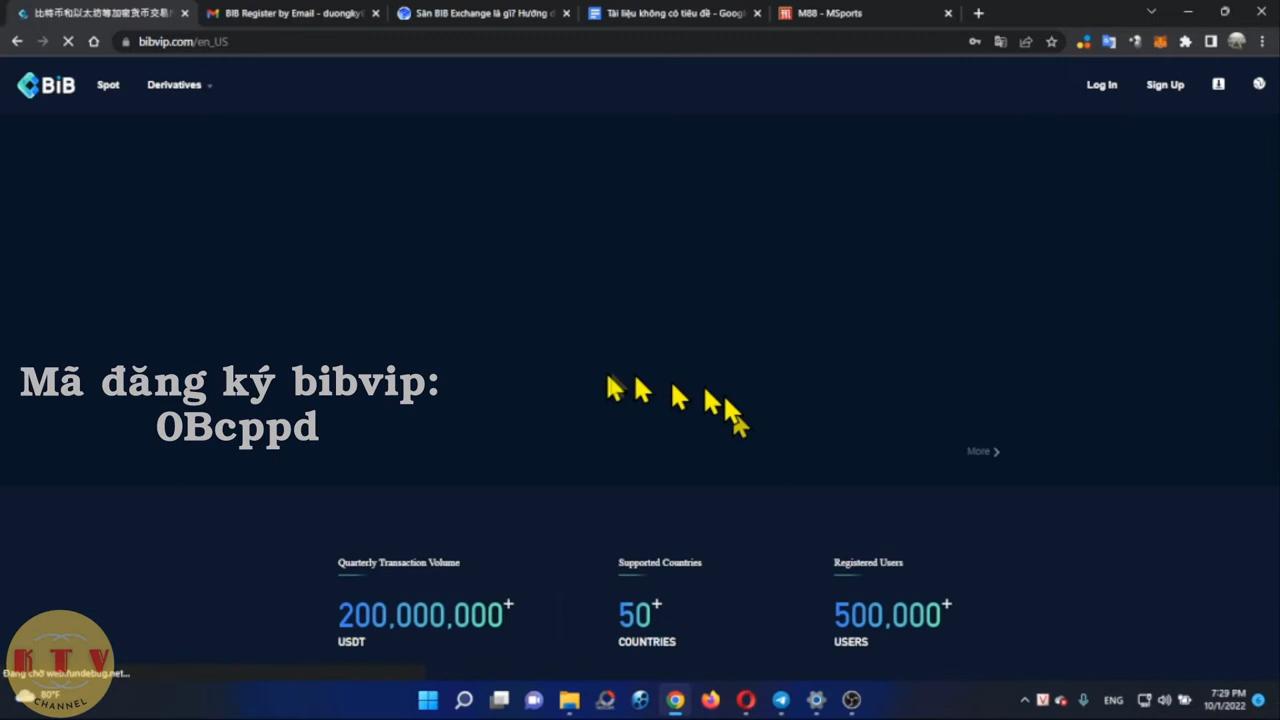 比特币和以太坊等加密货币交易
BIB Register by Email - duongky
Sàn BIB Exchange là gì? Hướng d
Tài liệu không có tiêu đề - Googl
M88 - MSports
bibvip.com/en_US
BiB
Spot
Derivatives
Log In
Sign Up
Mã đăng ký bibvip:
0Bcppd
More
Quarterly Transaction Volume
Supported Countries
Registered Users
200,000,000+
50+
500,000+
USDT
COUNTRIES
USERS
KTV
CHANNEL
Đang chờ web.fundebug.net...
80°F
ENG
7:29 PM
10/1/2022